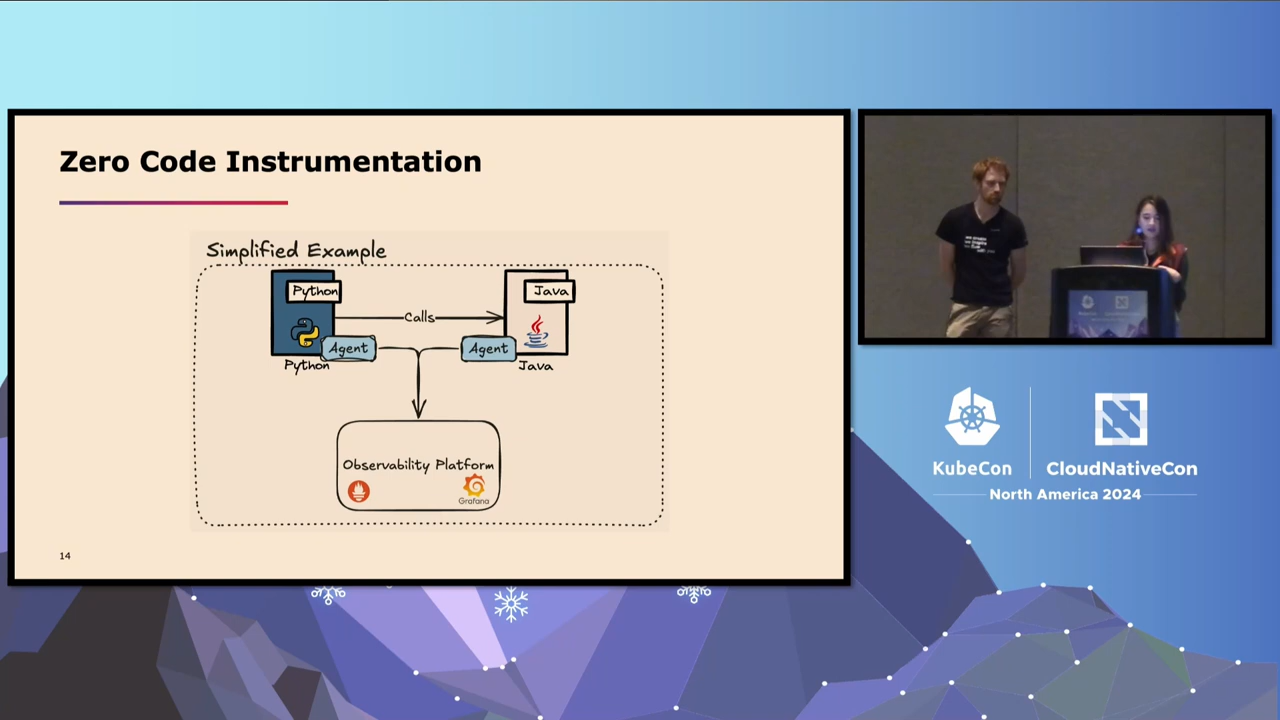 Zero Code Instrumentation
Simplified Example
Python
Java
Calls
Agent
Agent
Python
Java
Observability Platform
Grafana
14
KubeCon
CloudNativeCon
North America 2024